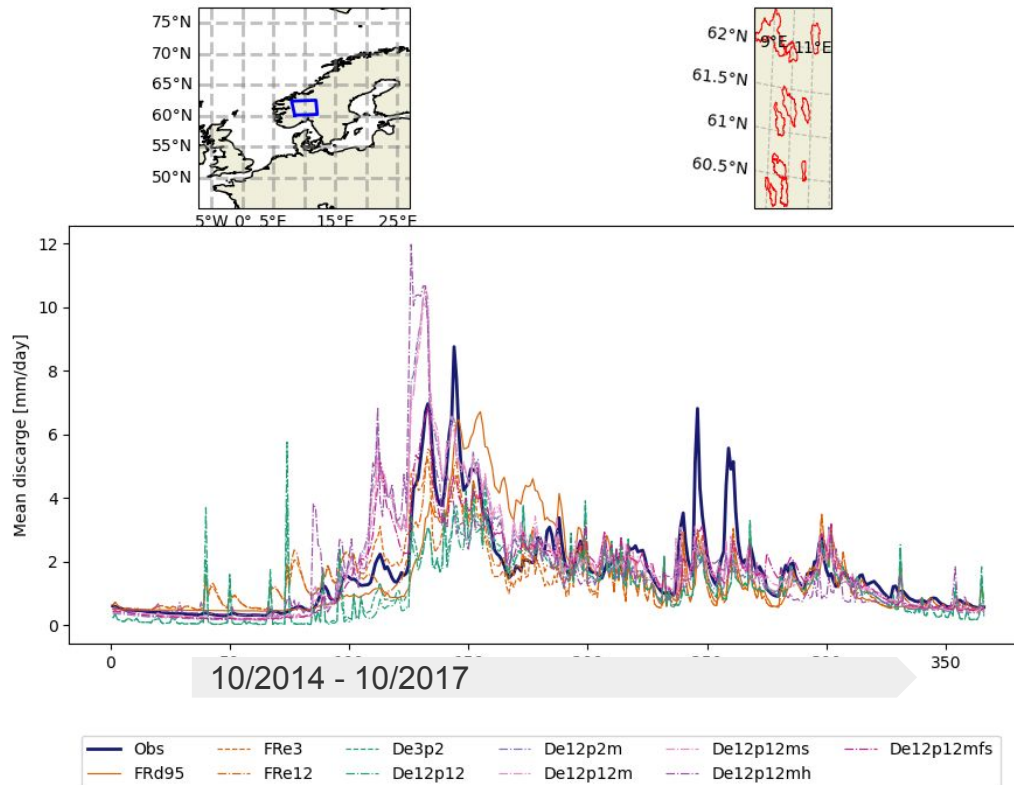 75°N
70°N
65°N
60°N
55°N
50°N
5°W 0° 5°E 15°E 25°E
62°N
9°E 11°E
61.5°N
61°N
60.5°N
Mean discarge [mm/day]
12
10
8
6
4
2
0
0 350
10/2014 - 10/2017
Obs FRe3 De3p2 De12p2m De12p12ms De12p12mfs
FRd95 FRe12 De12p12 De12p12m De12p12mh